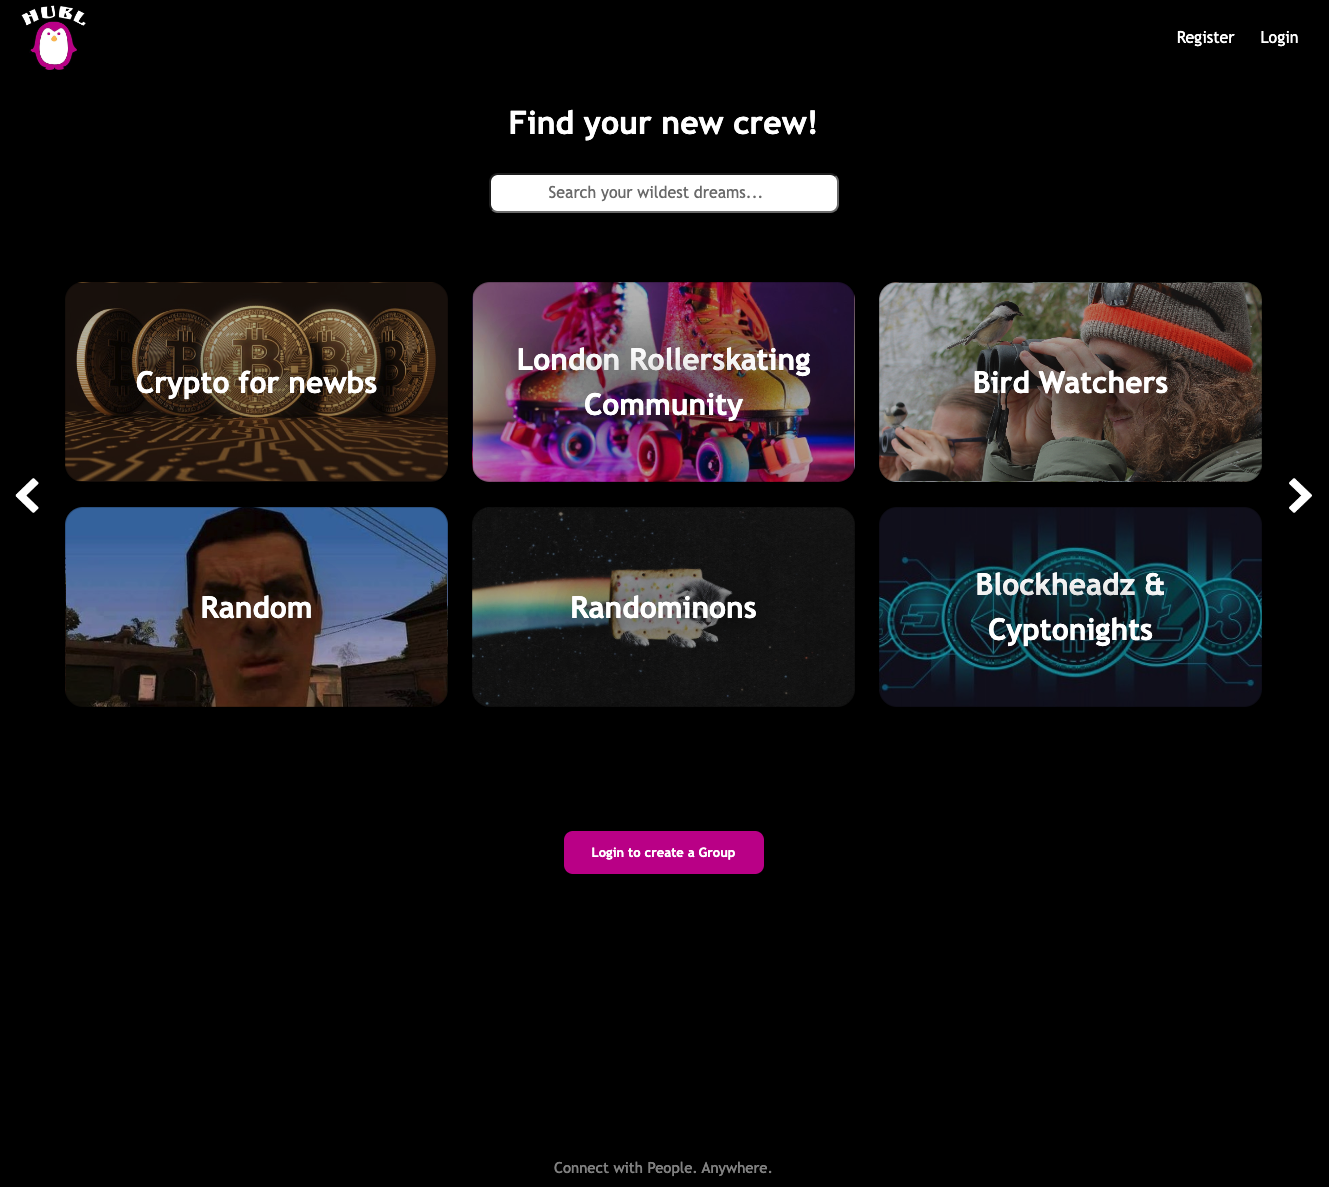 HUBL
Register
Login
Find your new crew!
Search your wildest dreams...
Crypto for newbs
London Rollerskating
Community
Bird Watchers
Random
Randominons
Blockheadz &
Cyptonights
Login to create a Group
Connect with People. Anywhere.